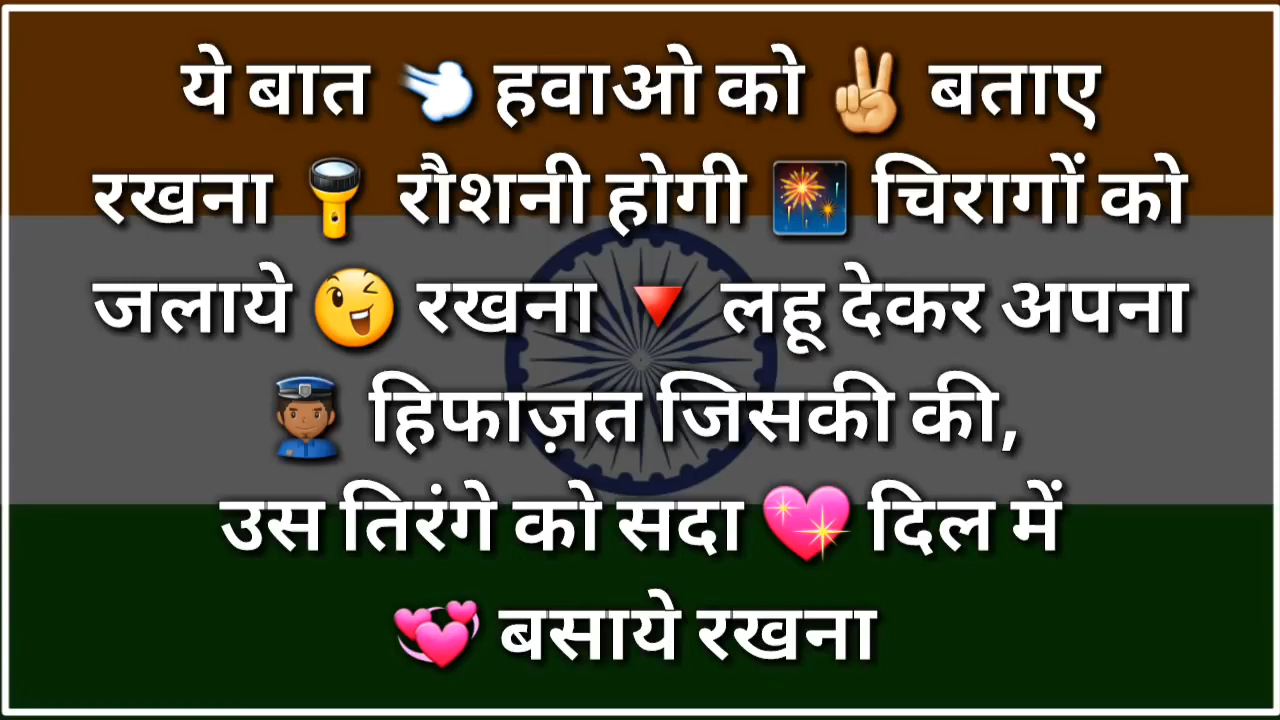 ये बात 💨 हवाओ को ✌🏼 बताए
रखना 🔦 रौशनी होगी 🎆 चिरागों को
जलाये 😉 रखना 🔻 लहू देकर अपना
👮🏾 हिफाज़त जिसकी की,
उस तिरंगे को सदा 💖 दिल में
💞 बसाये रखना